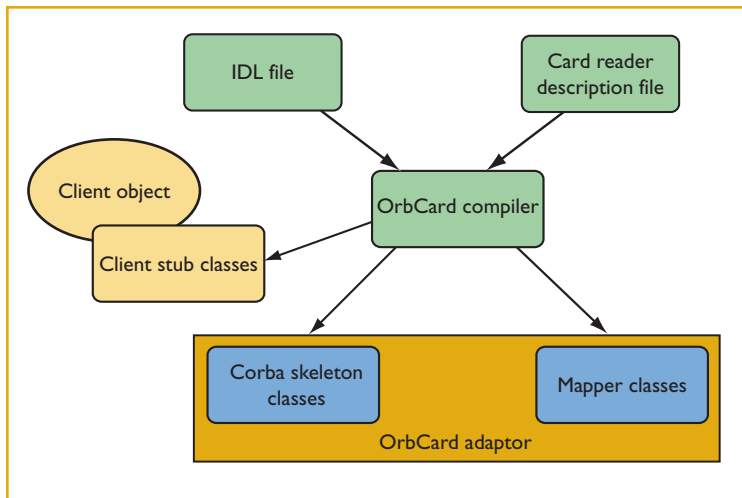 IDL file
Card reader
description file
Client object
OrbCard compiler
Client stub classes
Corba skeleton
classes
Mapper classes
OrbCard adaptor